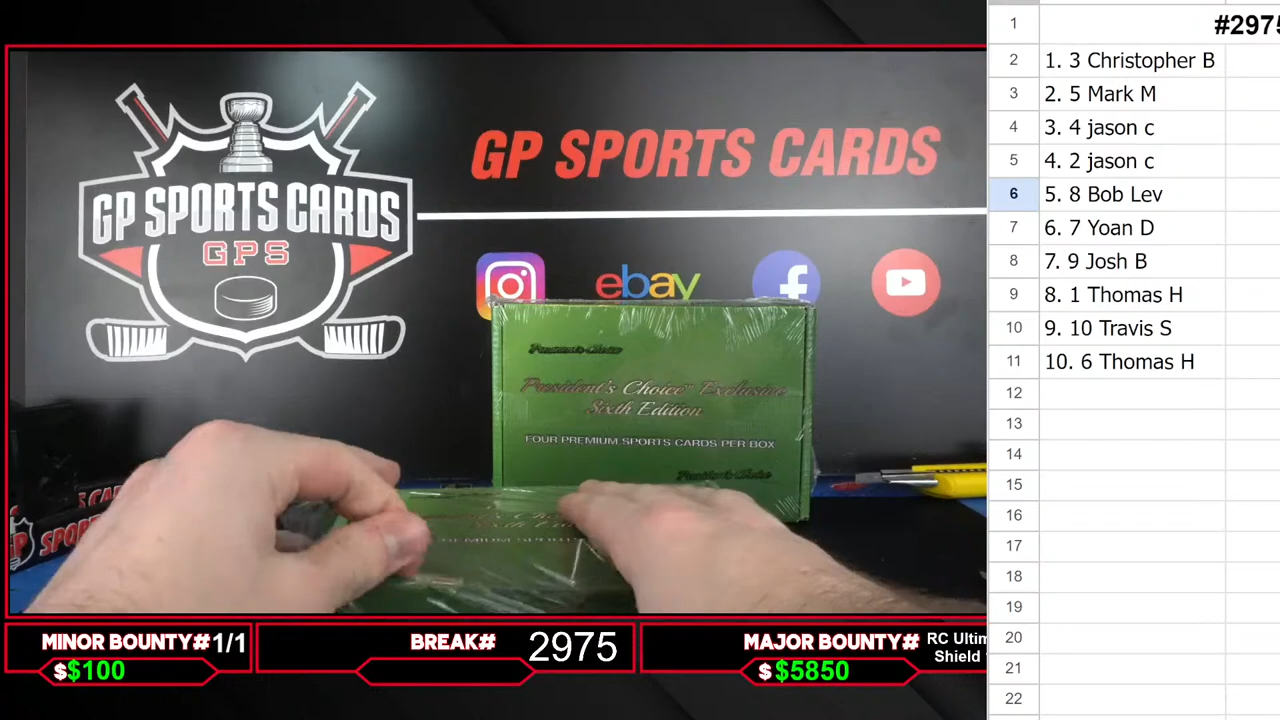 GP SPORTS CARDS
GPS
GP SPORTS CARDS
ebay
President's Choice
President's Choice™ Exclusive
Sixth Edition
FOUR PREMIUM SPORTS CARDS PER BOX
President's Choice
MINOR BOUNTY# 1/1
$$100
BREAK# 2975
MAJOR BOUNTY#
$$5850
RC Ultim
Shield
1 #2975
2 1. 3 Christopher B
3 2. 5 Mark M
4 3. 4 jason c
5 4. 2 jason c
6 5. 8 Bob Lev
7 6. 7 Yoan D
8 7. 9 Josh B
9 8. 1 Thomas H
10 9. 10 Travis S
11 10. 6 Thomas H
12
13
14
15
16
17
18
19
20
21
22